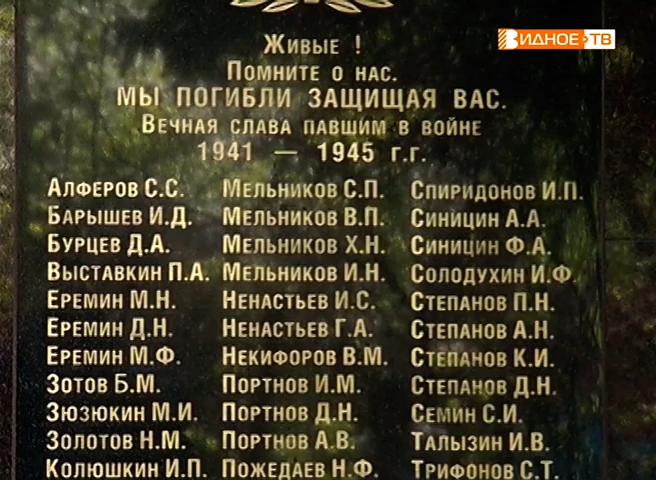 ВИДНОЕ-ТВ
Живые !
Помните о нас.
МЫ ПОГИБЛИ ЗАЩИЩАЯ ВАС.
Вечная слава павшим в войне
1941 — 1945 г.г.
Алферов С.С.
Барышев И.Д.
Бурцев Д.А.
Выставкин П.А.
Еремин М.Н.
Еремин Д.Н.
Еремин М.Ф.
Зотов Б.М.
Зюзюкин М.И.
Золотов Н.М.
Колюшкин И.П.
Мельников С.П.
Мельников В.П.
Мельников Х.Н.
Мельников И.Н.
Ненастьев И.С.
Ненастьев Г.А.
Некифоров В.М.
Портнов И.М.
Портнов Д.Н.
Портнов А.В.
Пожедаев Н.Ф.
Спиридонов И.П.
Синицин А.А.
Синицин Ф.А.
Солодухин И.Ф.
Степанов П.Н.
Степанов А.Н.
Степанов К.И.
Степанов Д.Н.
Семин С.И.
Талызин И.В.
Трифонов С.Т.